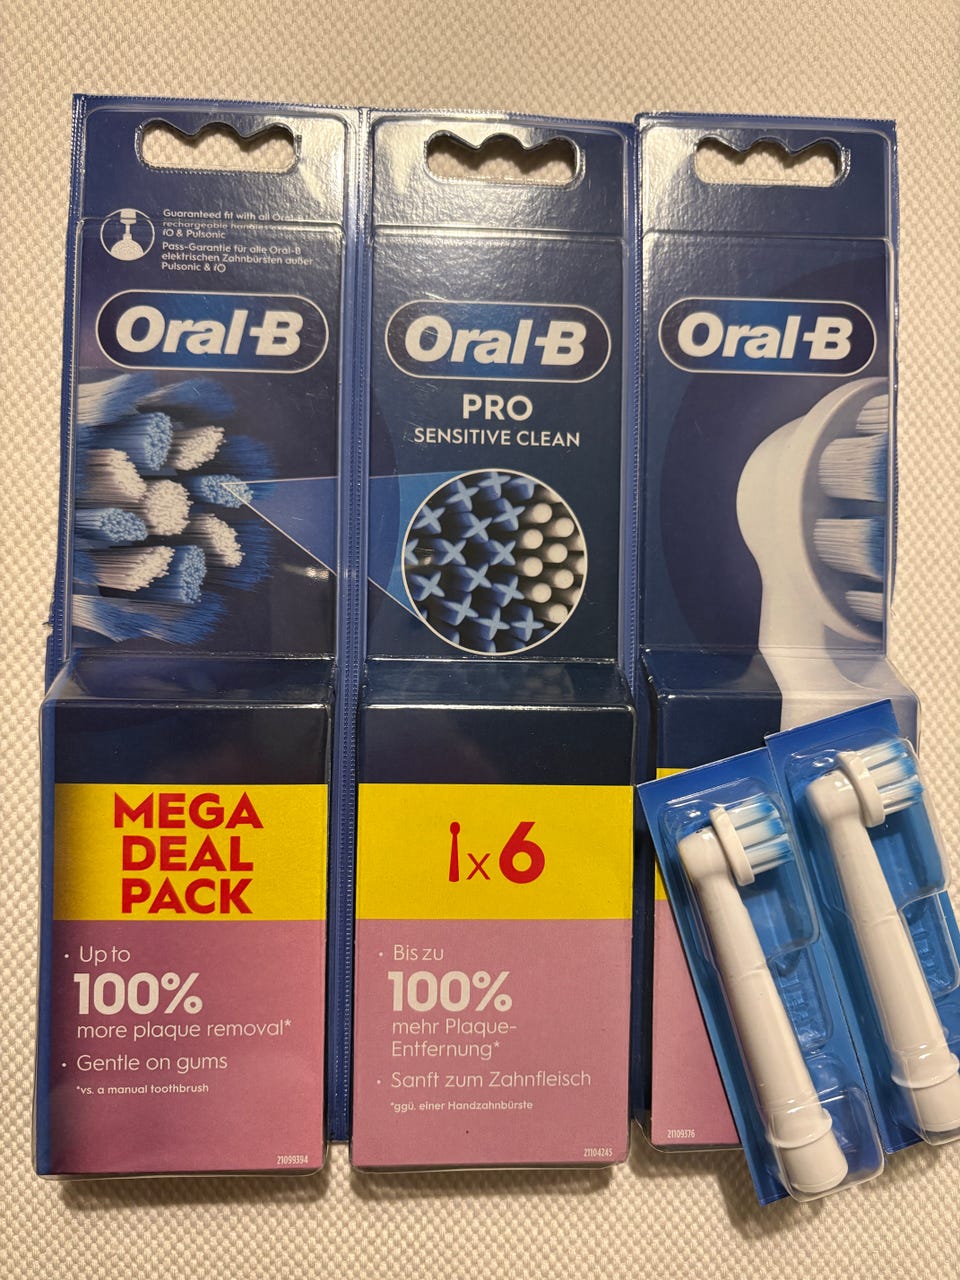 Guaranteed fit with all Oral-B
rechargeable handles
iO & Pulsonic
Pass-Garantie für alle Oral-B
elektrischen Zahnbürsten außer
Pulsonic & iO
Oral-B
MEGA
DEAL
PACK
• Up to
100%
more plaque removal*
• Gentle on gums
*vs. a manual toothbrush
21099394
Oral-B
PRO
SENSITIVE CLEAN
x6
• Bis zu
100%
mehr Plaque-
Entfernung*
• Sanft zum Zahnfleisch
*ggü. einer Handzahnbürste
21104245
Oral-B
21109376